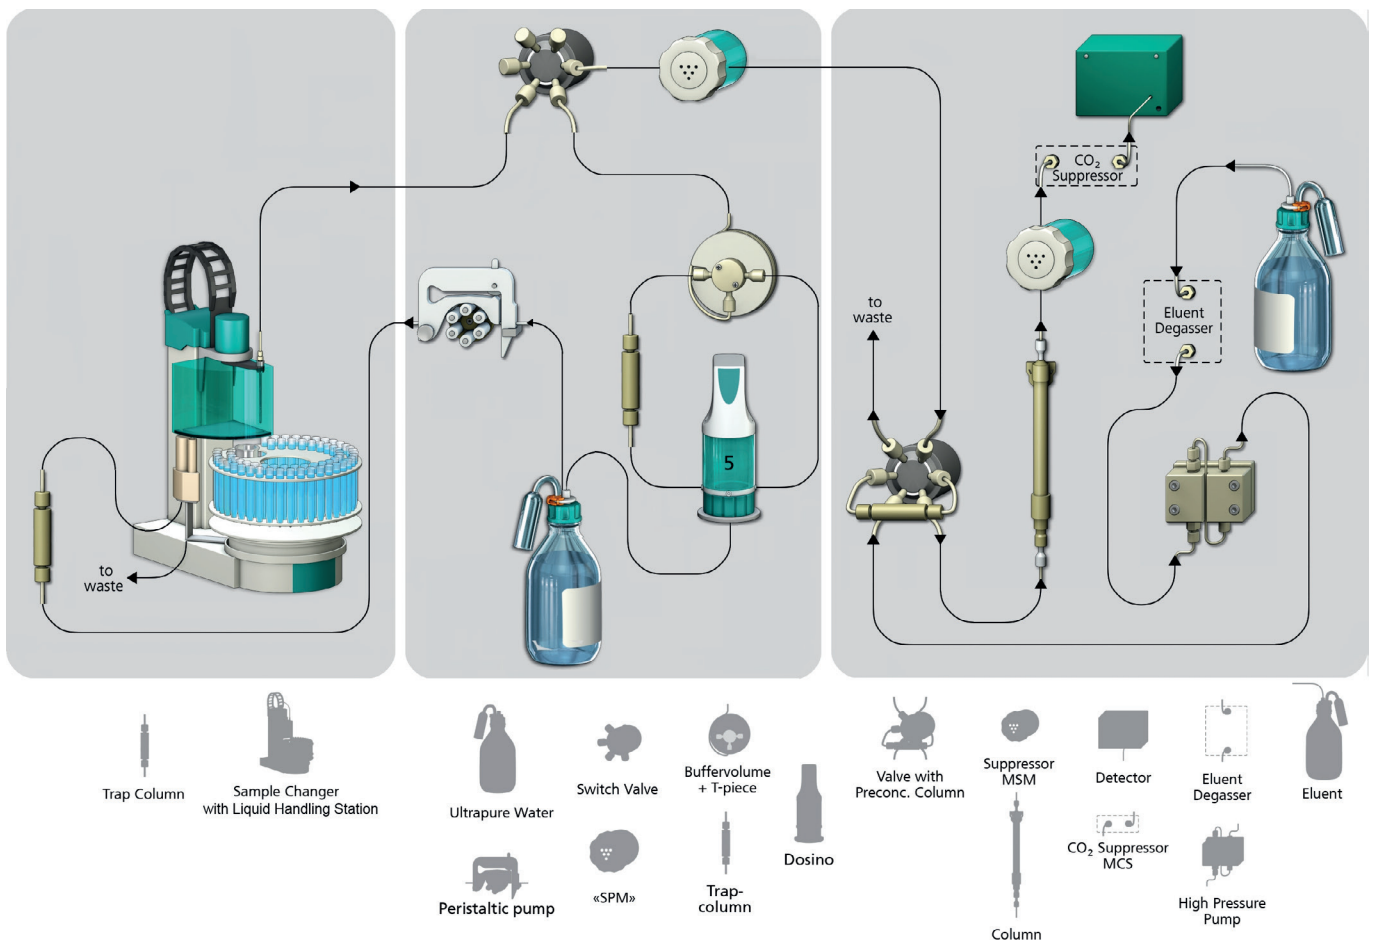 CO₂
Suppressor
to
waste
Eluent
Degasser
5
to
waste
Trap Column
Sample Changer
with Liquid Handling Station
Ultrapure Water
Switch Valve
Buffervolume
+ T-piece
Dosino
Peristaltic pump
«SPM»
Trap-
column
Valve with
Preconc. Column
Suppressor
MSM
Detector
Eluent
Degasser
Eluent
CO₂ Suppressor
MCS
High Pressure
Pump
Column